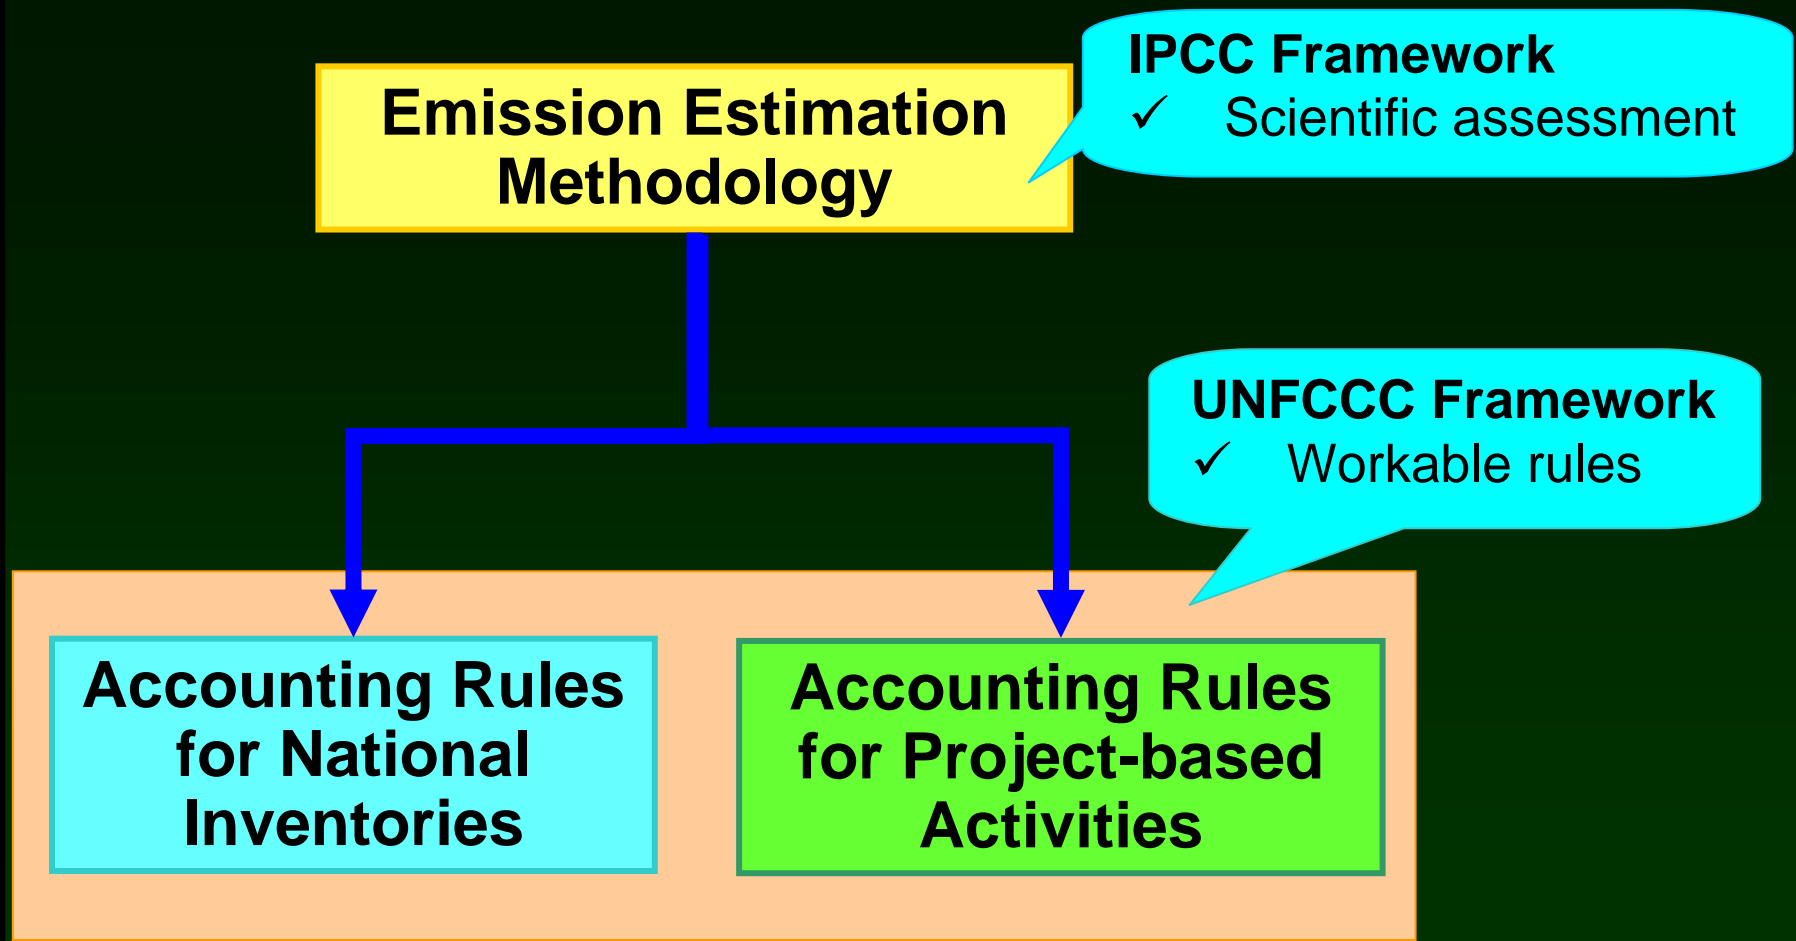 IPCC Framework
✓ Scientific assessment
Emission Estimation
Methodology
UNFCCC Framework
✓ Workable rules
Accounting Rules
for National
Inventories
Accounting Rules
for Project-based
Activities